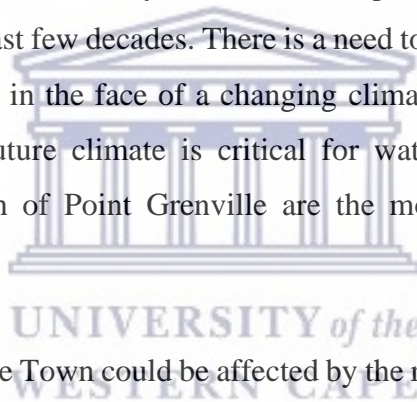 ast few decades. There is a need to
in the face of a changing clima
uture climate is critical for wat
n of Point Grenville are the mo
UNIVERSITY of the
e Town could be affected by the r
WESTERN CAPE